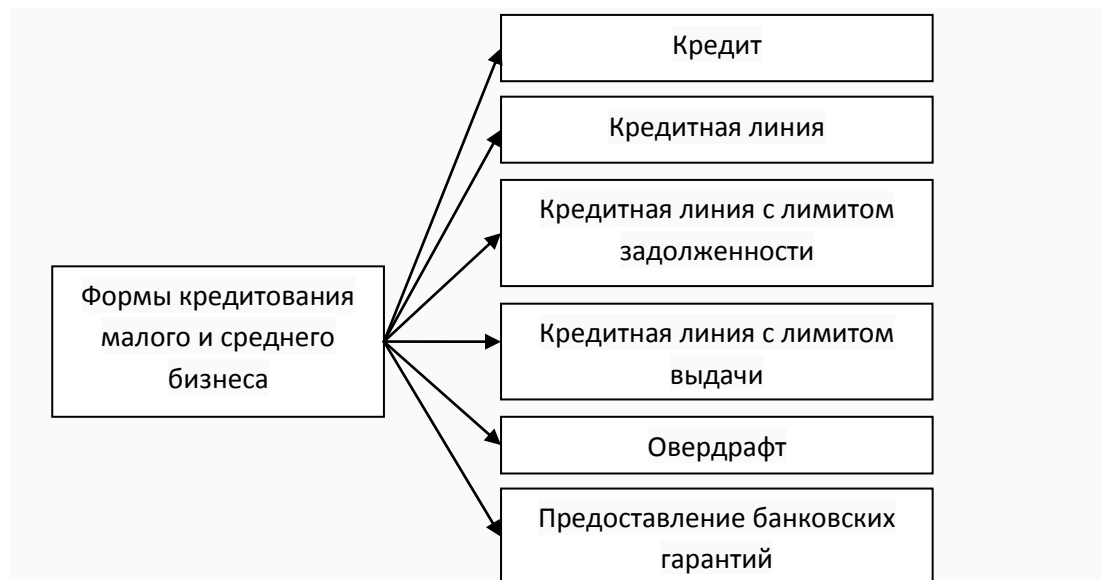 Формы кредитования
малого и среднего
бизнеса
Кредит
Кредитная линия
Кредитная линия с лимитом
задолженности
Кредитная линия с лимитом
выдачи
Овердрафт
Предоставление банковских
гарантий